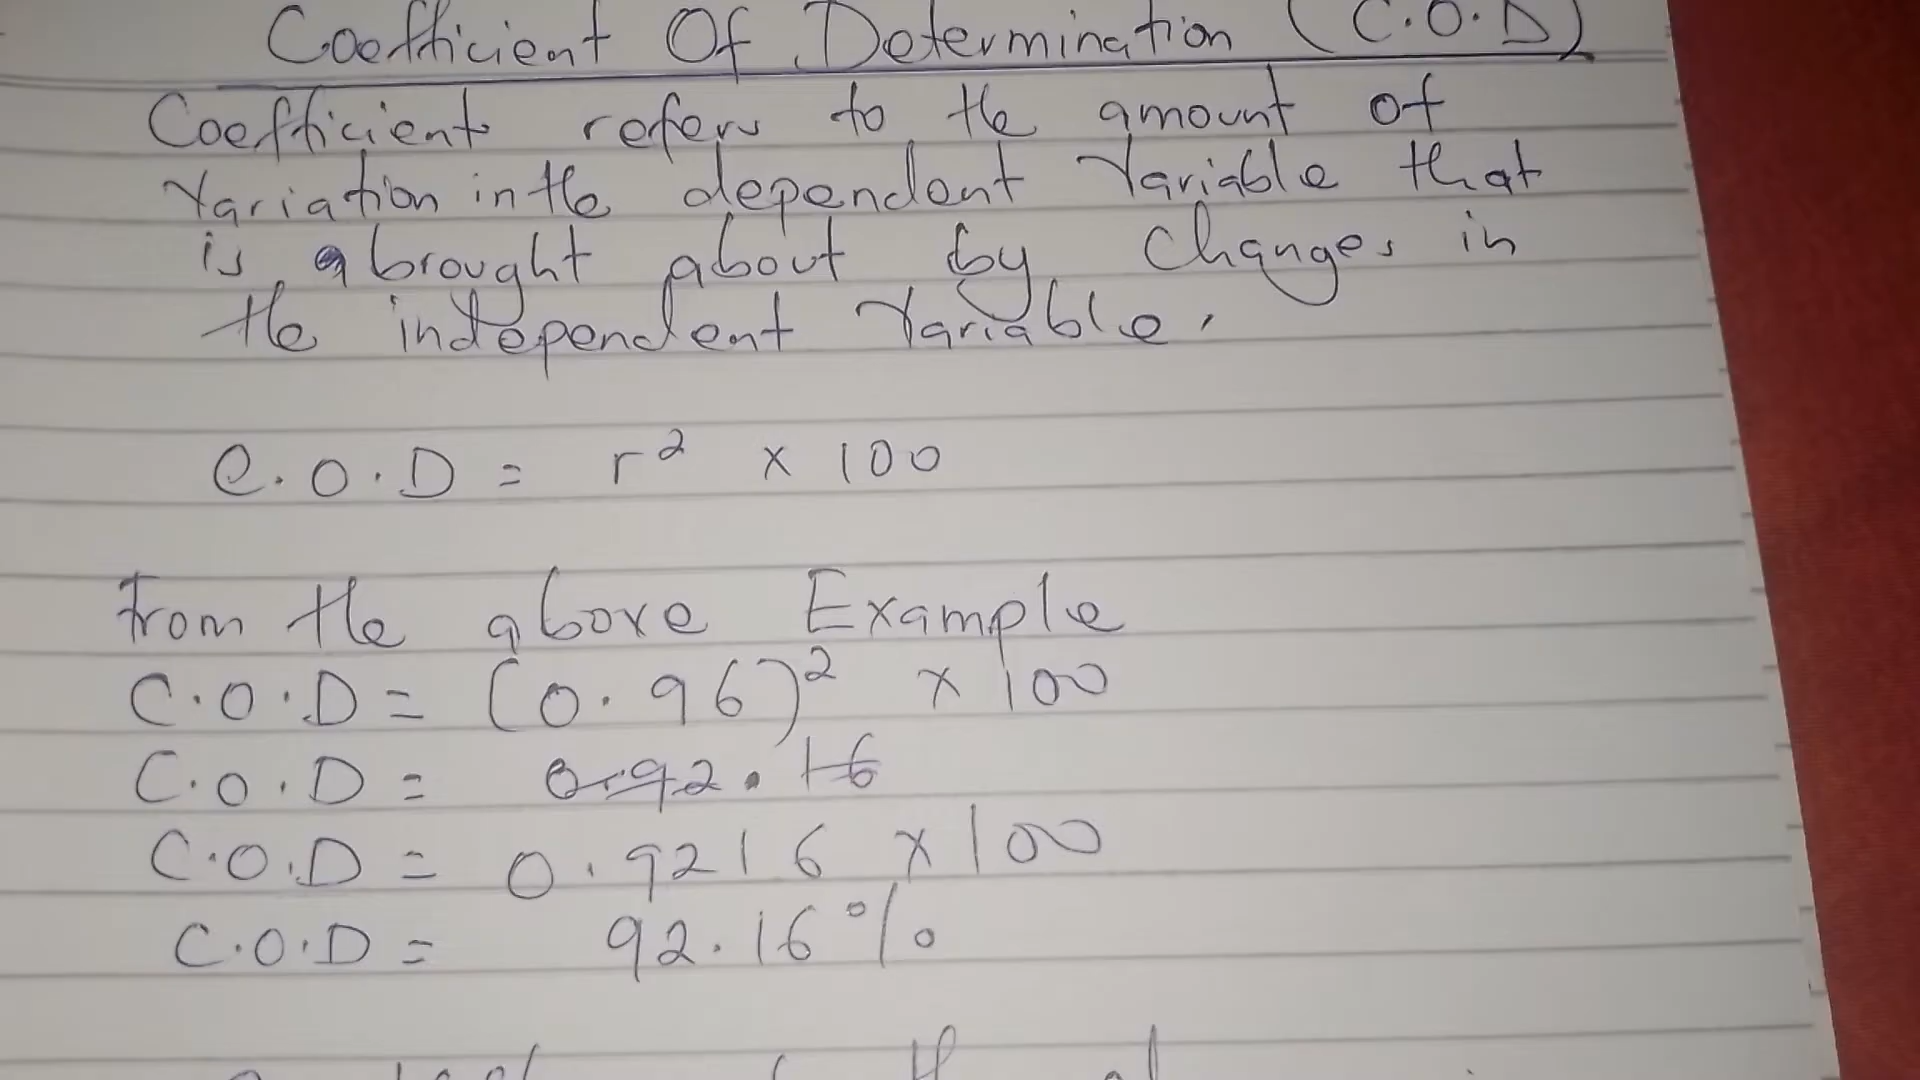 Coefficient Of Determination (C.O.D)
Coefficient refers to the amount of
Variation in the dependent Variable that
is brought about by Changes in
the independent Variable.
C.O.D = r² x 100
From the above Example
C.O.D = (0.96)² x 100
C.O.D = 0.92.16
C.O.D = 0.9216 x 100
C.O.D = 92.16%